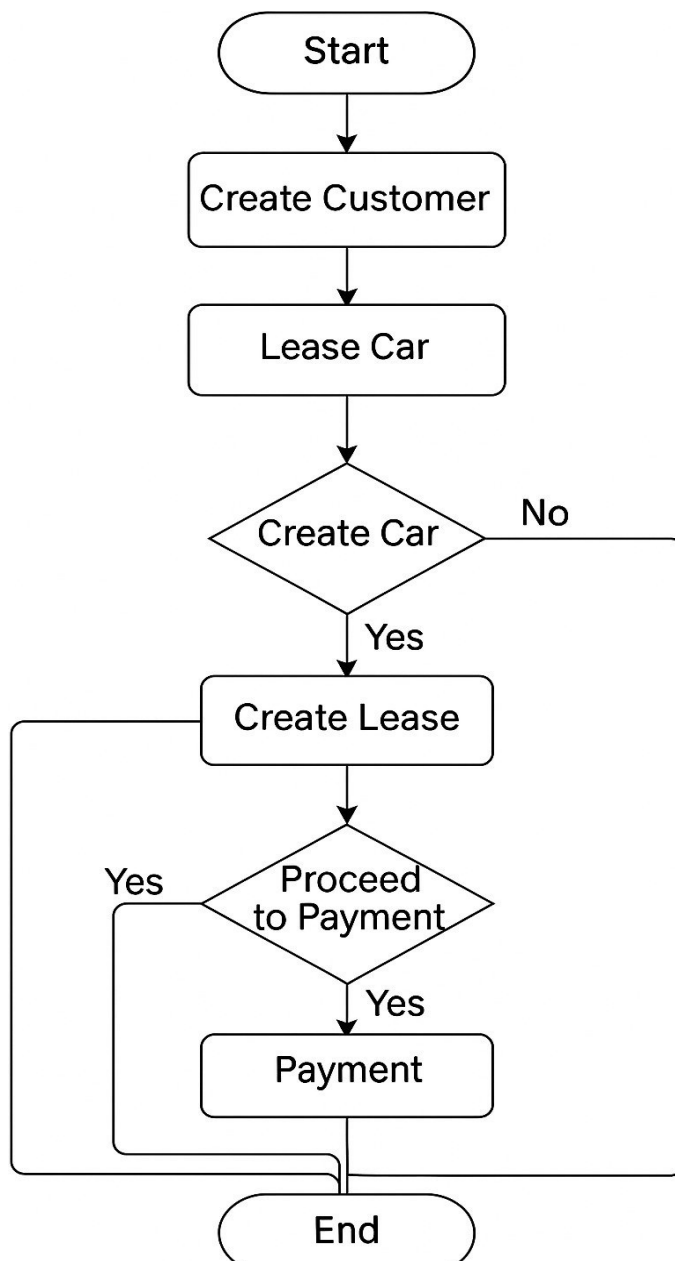 Start
Create Customer
Lease Car
Create Car
No
Yes
Create Lease
Yes
Proceed
to Payment
Yes
Payment
End